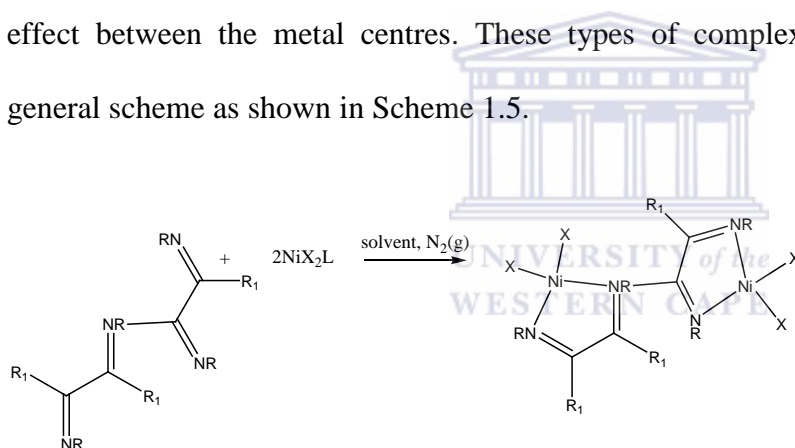 effect between the metal centres. These types of complex
general scheme as shown in Scheme 1.5.
RN
+
2NiX2L
solvent, N2(g)
R1
NR
NR
R1
R1
NR
R1
NR
X
X
Ni
NR
Ni
X
X
RN
N
R
R1
R1
UNIVERSITY of the
WESTERN CAPE